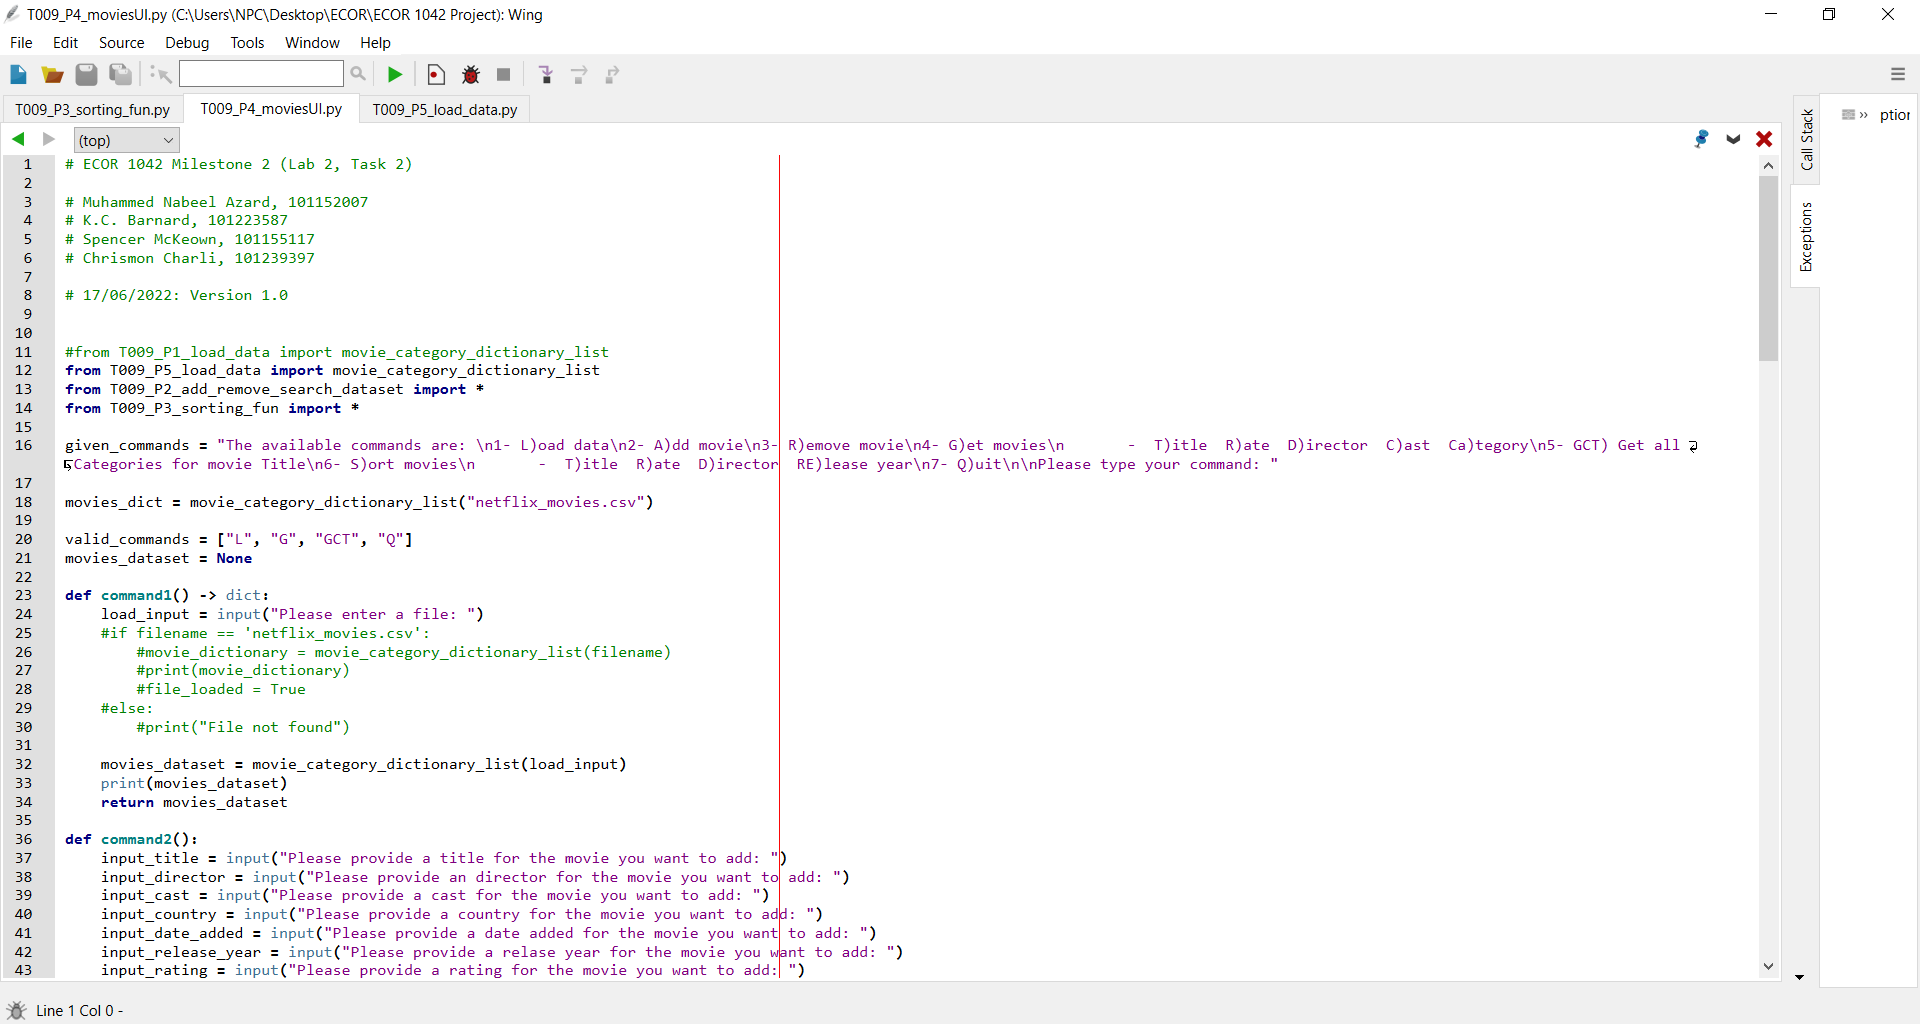 T009_P4_moviesUI.py (C:\Users\NPC\Desktop\ECOR\ECOR 1042 Project): Wing
File Edit Source Debug Tools Window Help
T009_P3_sorting_fun.py T009_P4_moviesUI.py T009_P5_load_data.py
(top)
1 # ECOR 1042 Milestone 2 (Lab 2, Task 2)
2
3 # Muhammed Nabeel Azard, 101152007
4 # K.C. Barnard, 101223587
5 # Spencer McKeown, 101155117
6 # Chrismon Charli, 101239397
7
8 # 17/06/2022: Version 1.0
9
10
11 #from T009_P1_load_data import movie_category_dictionary_list
12 from T009_P5_load_data import movie_category_dictionary_list
13 from T009_P2_add_remove_search_dataset import *
14 from T009_P3_sorting_fun import *
15
16 given_commands = "The available commands are: \n1- L)oad data\n2- A)dd movie\n3- R)emove movie\n4- G)et movies\n       -  T)itle  R)ate  D)irector  C)ast  Ca)tegory\n5- GCT) Get all
Categories for movie Title\n6- S)ort movies\n       -  T)itle  R)ate  D)irector  RE)lease year\n7- Q)uit\n\nPlease type your command: "
17
18 movies_dict = movie_category_dictionary_list("netflix_movies.csv")
19
20 valid_commands = ["L", "G", "GCT", "Q"]
21 movies_dataset = None
22
23 def command1() -> dict:
24     load_input = input("Please enter a file: ")
25     #if filename == 'netflix_movies.csv':
26         #movie_dictionary = movie_category_dictionary_list(filename)
27         #print(movie_dictionary)
28         #file_loaded = True
29     #else:
30         #print("File not found")
31
32     movies_dataset = movie_category_dictionary_list(load_input)
33     print(movies_dataset)
34     return movies_dataset
35
36 def command2():
37     input_title = input("Please provide a title for the movie you want to add: ")
38     input_director = input("Please provide an director for the movie you want to add: ")
39     input_cast = input("Please provide a cast for the movie you want to add: ")
40     input_country = input("Please provide a country for the movie you want to add: ")
41     input_date_added = input("Please provide a date added for the movie you want to add: ")
42     input_release_year = input("Please provide a relase year for the movie you want to add: ")
43     input_rating = input("Please provide a rating for the movie you want to add: ")
Call Stack
Exceptions
ption
Line 1 Col 0 -